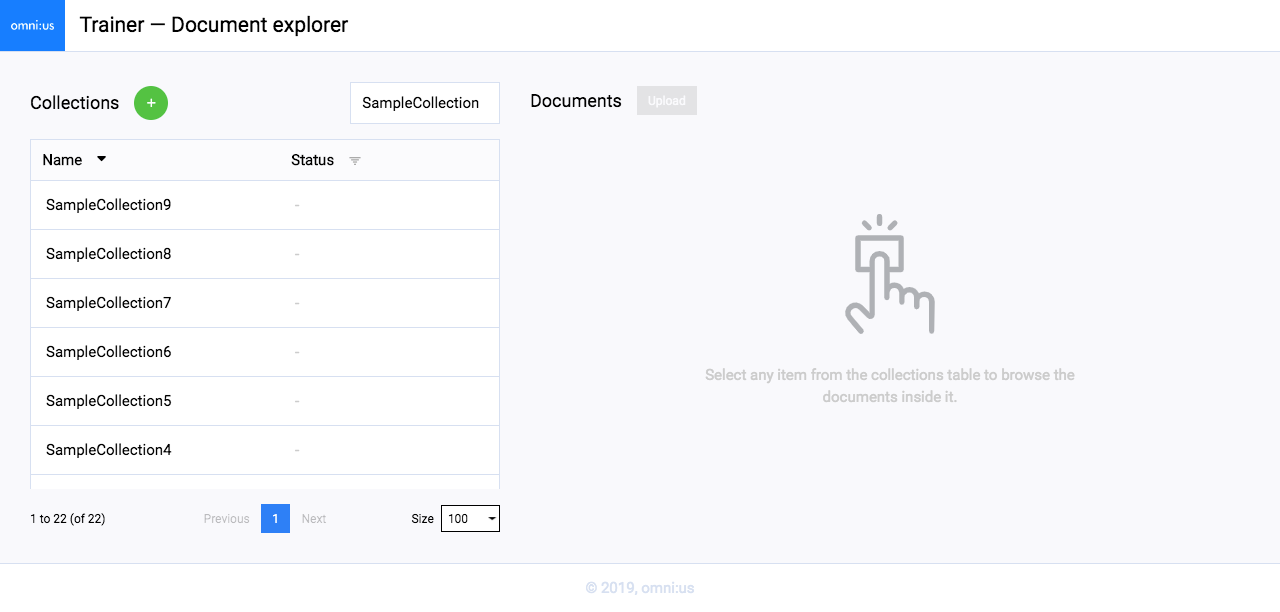 omni:us
Trainer — Document explorer
Collections +
SampleCollection
Documents
Upload
Name
Status
SampleCollection9 -
SampleCollection8 -
SampleCollection7 -
SampleCollection6 -
SampleCollection5 -
SampleCollection4 -
Select any item from the collections table to browse the
documents inside it.
1 to 22 (of 22)
Previous 1 Next
Size 100
© 2019, omni:us